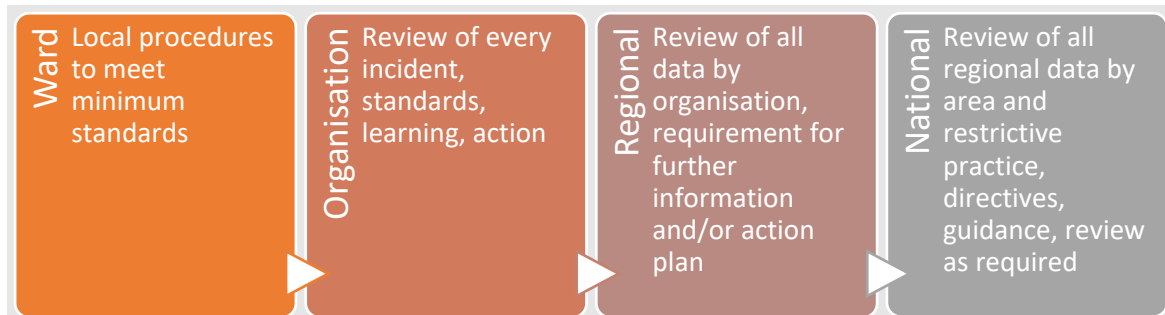 Ward
Local procedures
to meet
minimum
standards
Organisation
Review of every
incident,
standards,
learning, action
Regional
Review of all
data by
organisation,
requirement for
further
information
and/or action
plan
National
Review of all
regional data by
area and
restrictive
practice,
directives,
guidance, review
as required